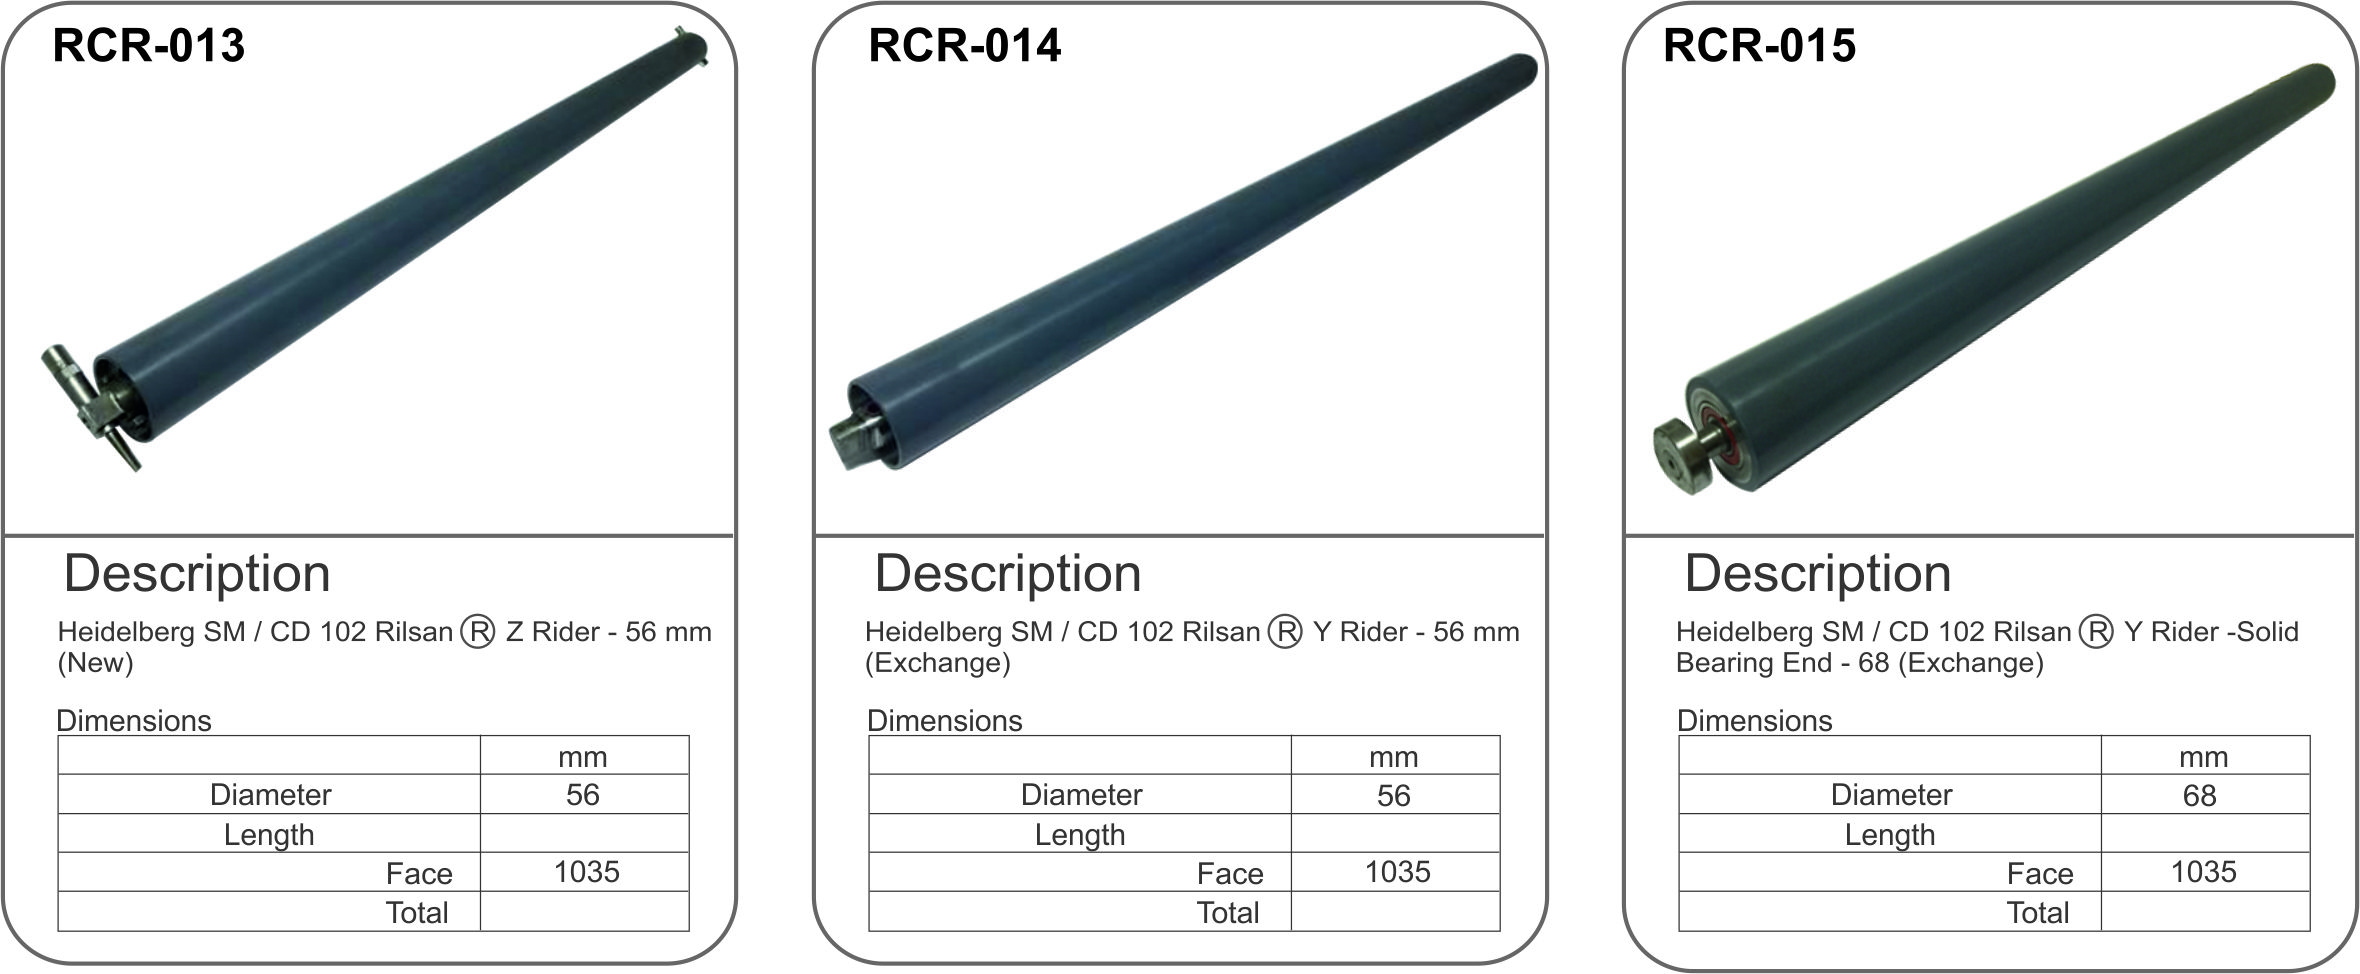 RCR-013
Description
Heidelberg SM / CD 102 Rilsan ® Z Rider - 56 mm
(New)
Dimensions
mm
Diameter 56
Length
Face 1035
Total
RCR-014
Description
Heidelberg SM / CD 102 Rilsan ® Y Rider - 56 mm
(Exchange)
Dimensions
mm
Diameter 56
Length
Face 1035
Total
RCR-015
Description
Heidelberg SM / CD 102 Rilsan ® Y Rider -Solid
Bearing End - 68 (Exchange)
Dimensions
mm
Diameter 68
Length
Face 1035
Total